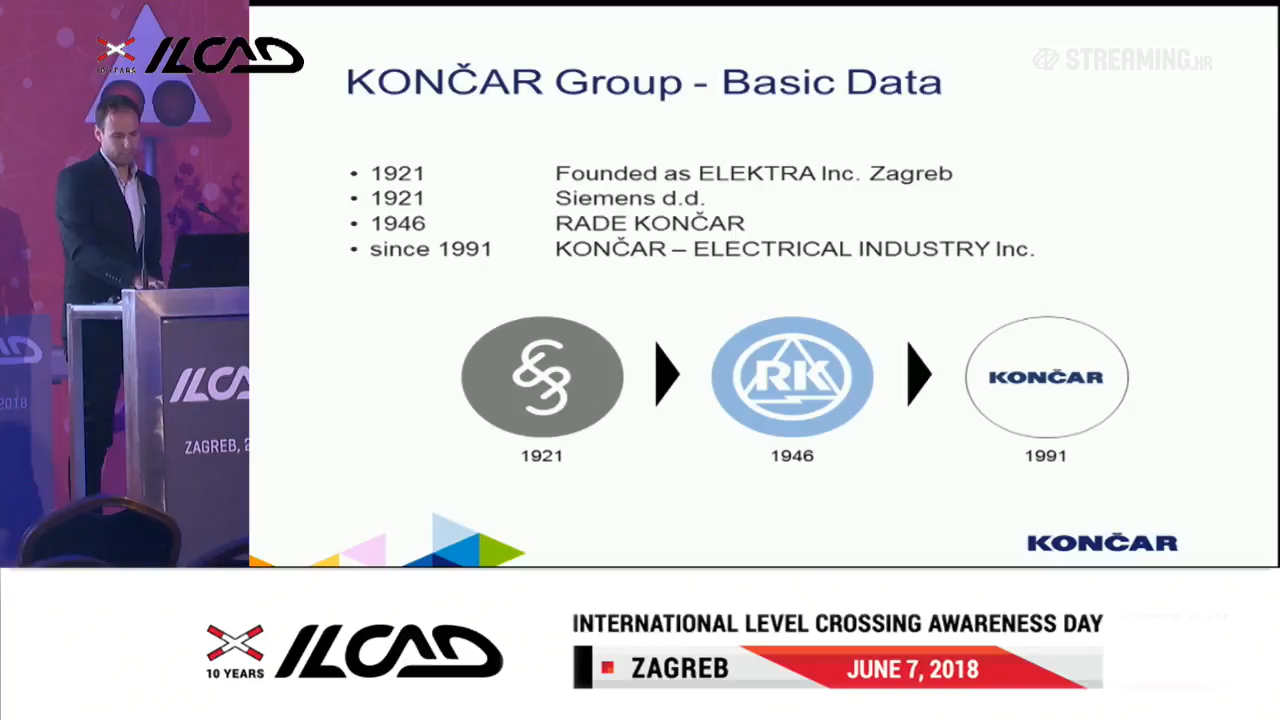 10 YEARS
ILCAD
STREAMING.HR
KONČAR Group - Basic Data
• 1921 Founded as ELEKTRA Inc. Zagreb
• 1921 Siemens d.d.
• 1946 RADE KONČAR
• since 1991 KONČAR – ELECTRICAL INDUSTRY Inc.
RK
KONČAR
1921
1946
1991
KONČAR
ILCA
ZAGREB, 2
2018
10 YEARS
ILCAD
INTERNATIONAL LEVEL CROSSING AWARENESS DAY
ZAGREB
JUNE 7, 2018